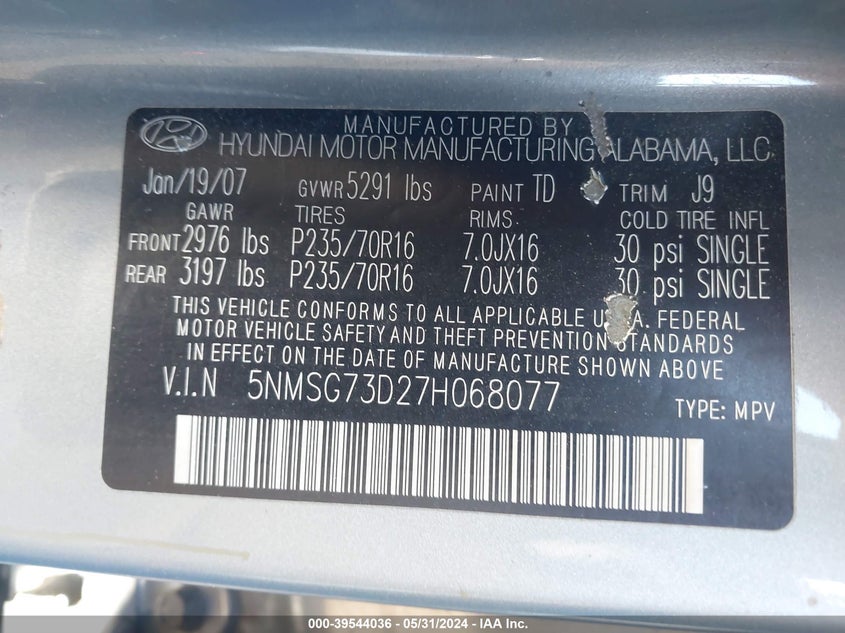 MANUFACTURED BY
HYUNDAI MOTOR MANUFACTURING ALABAMA, LLC
Jan/19/07 GVWR 5291 lbs PAINT TD TRIM J9
GAWR TIRES RIMS COLD TIRE INFL
FRONT 2976 lbs P235/70R16 7.0JX16 30 psi SINGLE
REAR 3197 lbs P235/70R16 7.0JX16 30 psi SINGLE
THIS VEHICLE CONFORMS TO ALL APPLICABLE U.S.A. FEDERAL
MOTOR VEHICLE SAFETY AND THEFT PREVENTION STANDARDS
IN EFFECT ON THE DATE OF MANUFACTURE SHOWN ABOVE
V.I.N 5NMSG73D27H068077 TYPE: MPV
000-39544036 - 05/31/2024 - IAA Inc.